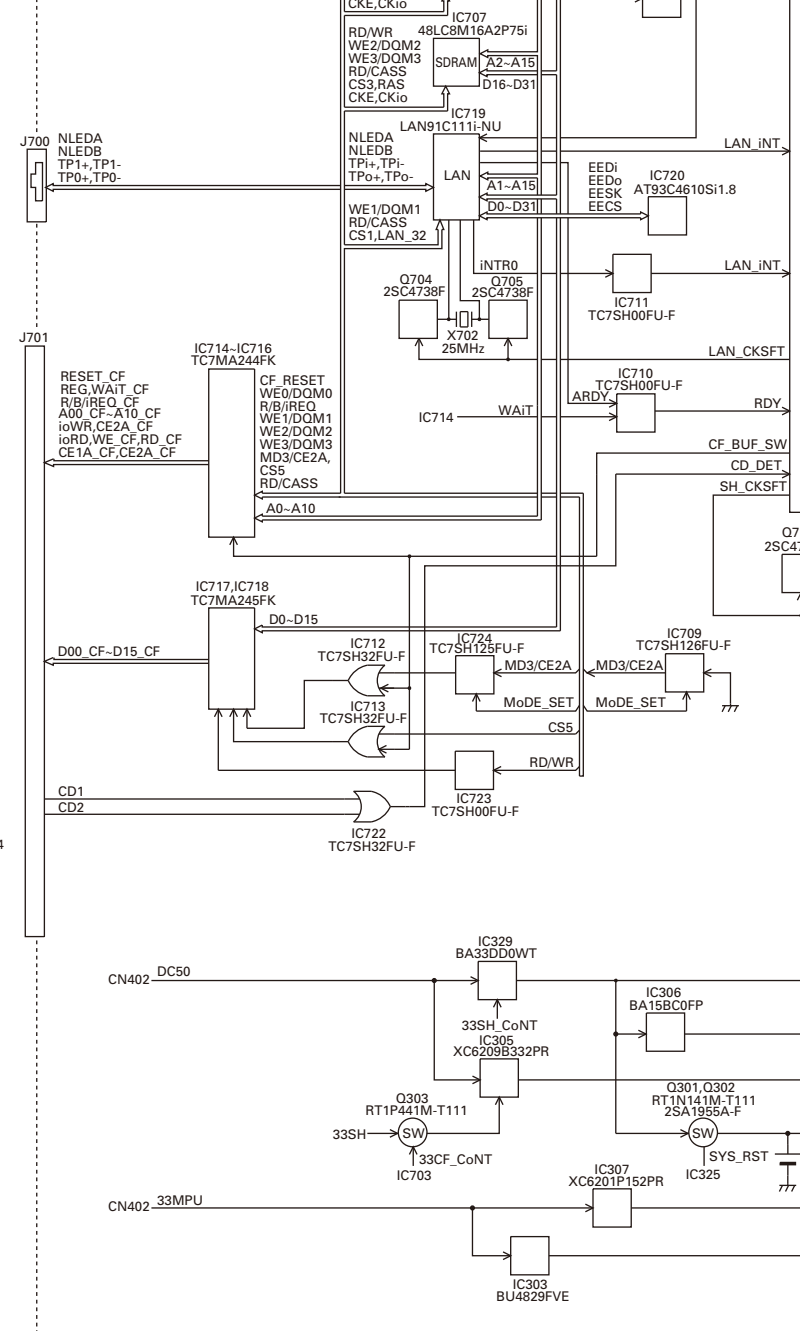 CKE,CKio
IC707
48LC8M16A2P75i
RD/WR
WE2/DQM2
WE3/DQM3
RD/CASS
CS3,RAS
CKE,CKio
SDRAM
A2~A15
D16~D31
IC719
LAN91C111i-NU
J700
NLEDA
NLEDB
TP1+,TP1-
TP0+,TP0-
NLEDA
NLEDB
TPi+,TPi-
TPo+,TPo-
LAN
LAN_iNT
A1~A15
D0~D31
EEDi
EEDo
EESK
EECS
IC720
AT93C4610Si1.8
WE1/DQM1
RD/CASS
CS1,LAN_32
iNTR0
LAN_iNT
Q704
2SC4738F
Q705
2SC4738F
IC711
TC7SH00FU-F
X702
25MHz
J701
LAN_CKSFT
IC714~IC716
TC7MA244FK
IC710
TC7SH00FU-F
ARDY
RDY
IC714
WAiT
RESET_CF
REG,WAiT_CF
R/B/iREQ_CF
A00_CF~A10_CF
ioWR,CE2A_CF
ioRD,WE_CF,RD_CF
CE1A_CF,CE2A_CF
CF_RESET
WE0/DQM0
R/B/iREQ
WE1/DQM1
WE2/DQM2
WE3/DQM3
MD3/CE2A,
CS5
RD/CASS
A0~A10
CF_BUF_SW
CD_DET
SH_CKSFT
Q7
2SC47
IC717,IC718
TC7MA245FK
D0~D15
D00_CF~D15_CF
IC712
TC7SH32FU-F
IC724
TC7SH125FU-F
IC709
TC7SH126FU-F
MD3/CE2A
MD3/CE2A
MoDE_SET
MoDE_SET
IC713
TC7SH32FU-F
CS5
RD/WR
IC723
TC7SH00FU-F
CD1
CD2
IC722
TC7SH32FU-F
4
IC329
BA33DD0WT
CN402
DC50
33SH_CoNT
IC306
BA15BC0FP
IC305
XC6209B332PR
Q303
RT1P441M-T111
33SH
SW
33CF_CoNT
IC703
Q301,Q302
RT1N141M-T111
2SA1955A-F
SW
SYS_RST
IC325
IC307
XC6201P152PR
CN402
33MPU
IC303
BU4829FVE